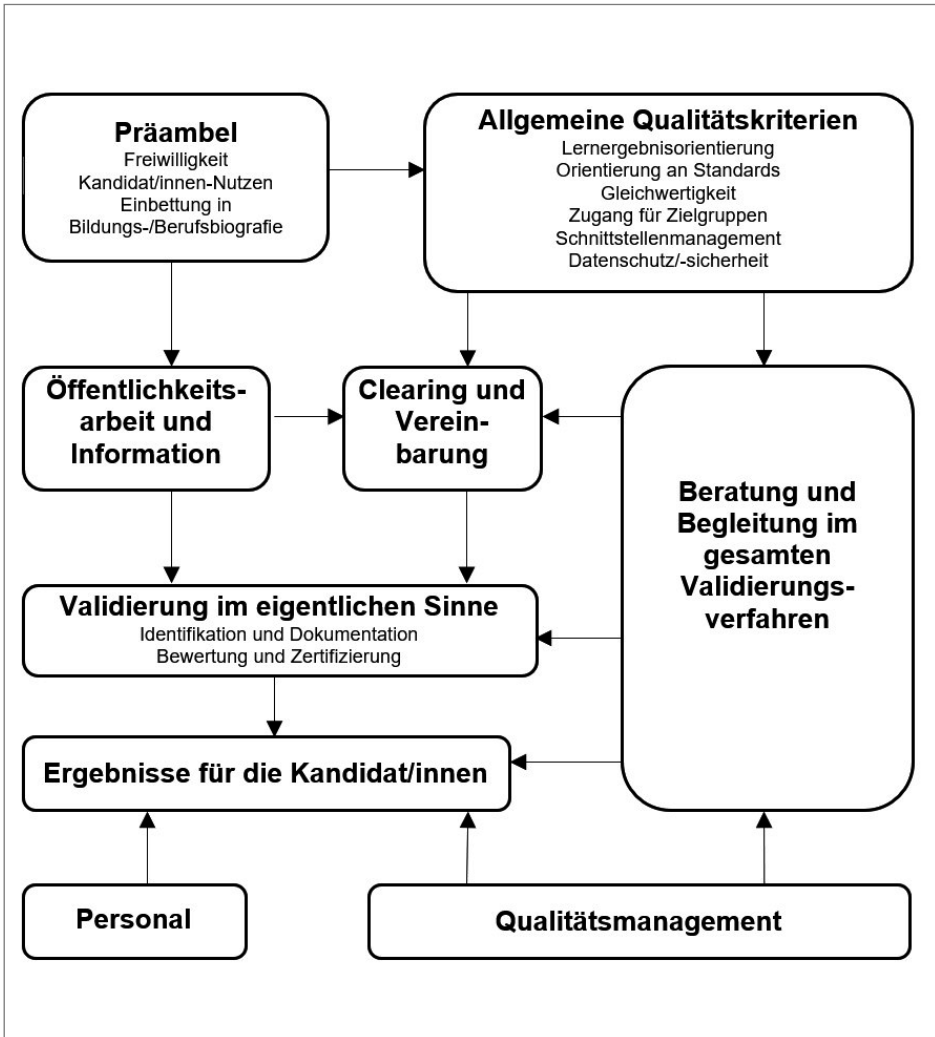 Präambel
Freiwilligkeit
Kandidat/innen-Nutzen
Einbettung in
Bildungs-/Berufsbiografie
Allgemeine Qualitätskriterien
Lernergebnisorientierung
Orientierung an Standards
Gleichwertigkeit
Zugang für Zielgruppen
Schnittstellenmanagement
Datenschutz/-sicherheit
Öffentlichkeits-
arbeit und
Information
Clearing und
Verein-
barung
Beratung und
Begleitung im
gesamten
Validierungs-
verfahren
Validierung im eigentlichen Sinne
Identifikation und Dokumentation
Bewertung und Zertifizierung
Ergebnisse für die Kandidat/innen
Personal
Qualitätsmanagement